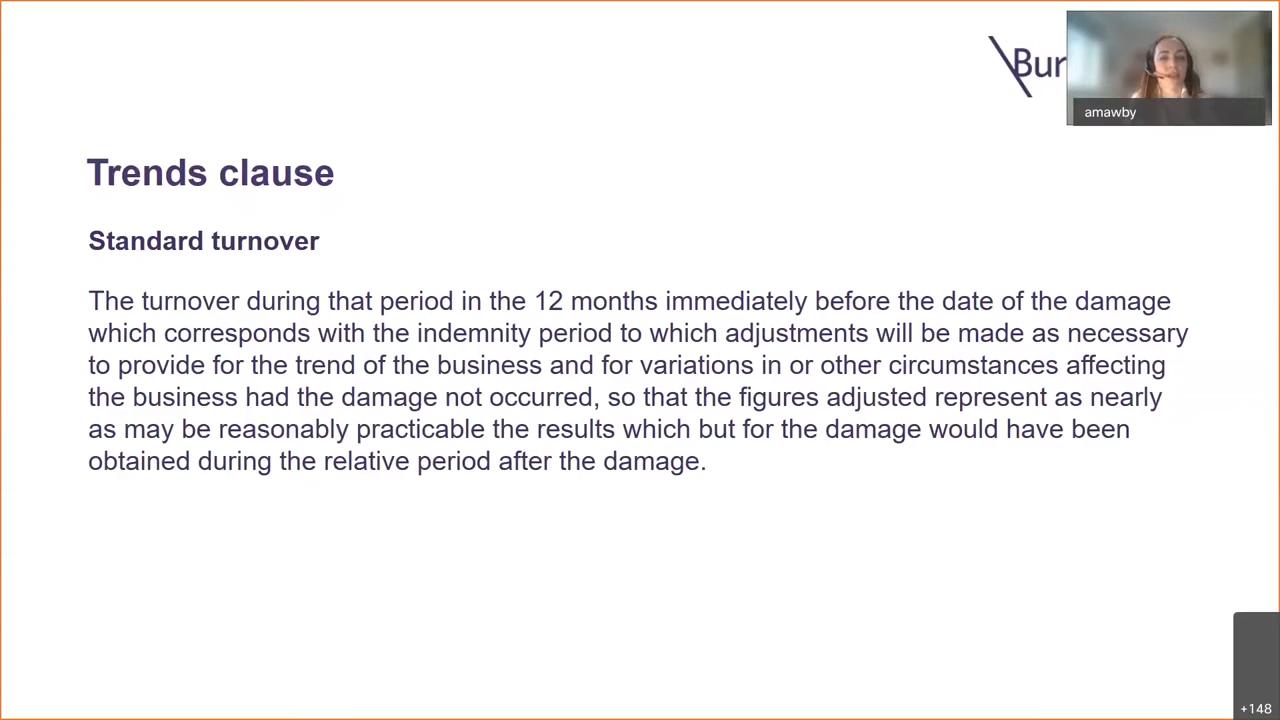 Bur
amawby
Trends clause
Standard turnover
The turnover during that period in the 12 months immediately before the date of the damage
which corresponds with the indemnity period to which adjustments will be made as necessary
to provide for the trend of the business and for variations in or other circumstances affecting
the business had the damage not occurred, so that the figures adjusted represent as nearly
as may be reasonably practicable the results which but for the damage would have been
obtained during the relative period after the damage.
+148